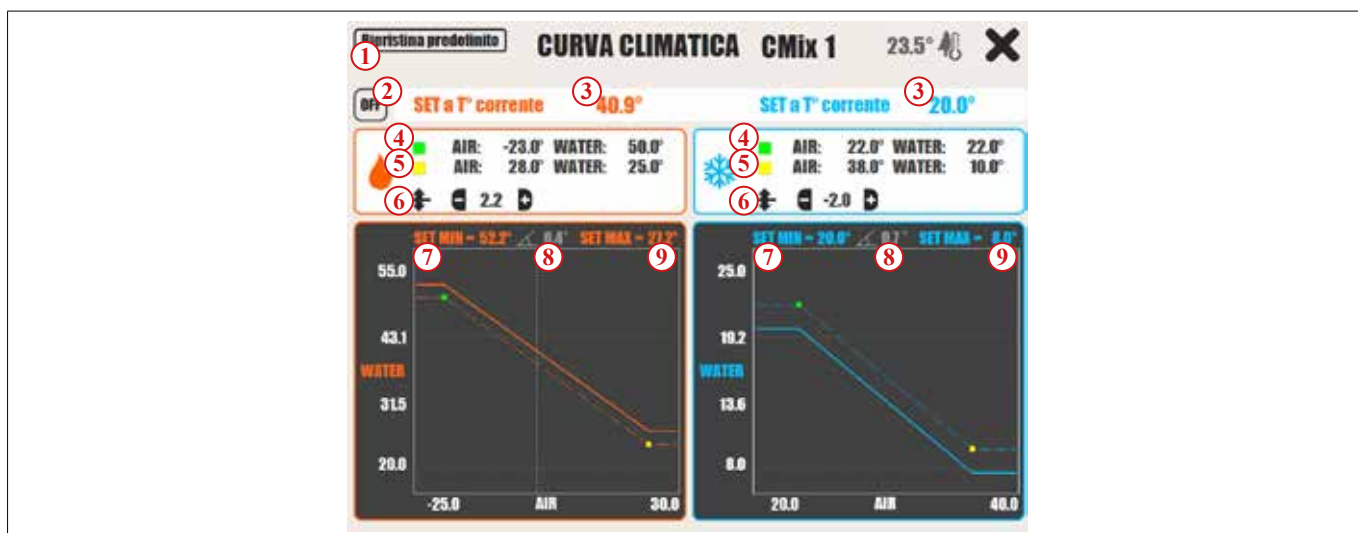 Ripristina predefinito CURVA CLIMATICA CMix 1 23.5°
1
2 3 3
OFF SET a T° corrente 40.9° SET a T° corrente 20.0°
4 AIR: -23.0° WATER: 50.0°
5 AIR: 28.0° WATER: 25.0°
6 - 2.2 +
4 AIR: 22.0° WATER: 22.0°
5 AIR: 38.0° WATER: 10.0°
6 - -2.0 +
SET MIN = 52.2° SET MAX = 27.2°
7 8 9
55.0
43.1
WATER
31.5
20.0
-25.0 AIR 30.0
SET MIN = 20.0° 0.7° SET MAX = 8.0°
7 8 9
25.0
19.2
WATER
13.6
8.0
20.0 AIR 40.0